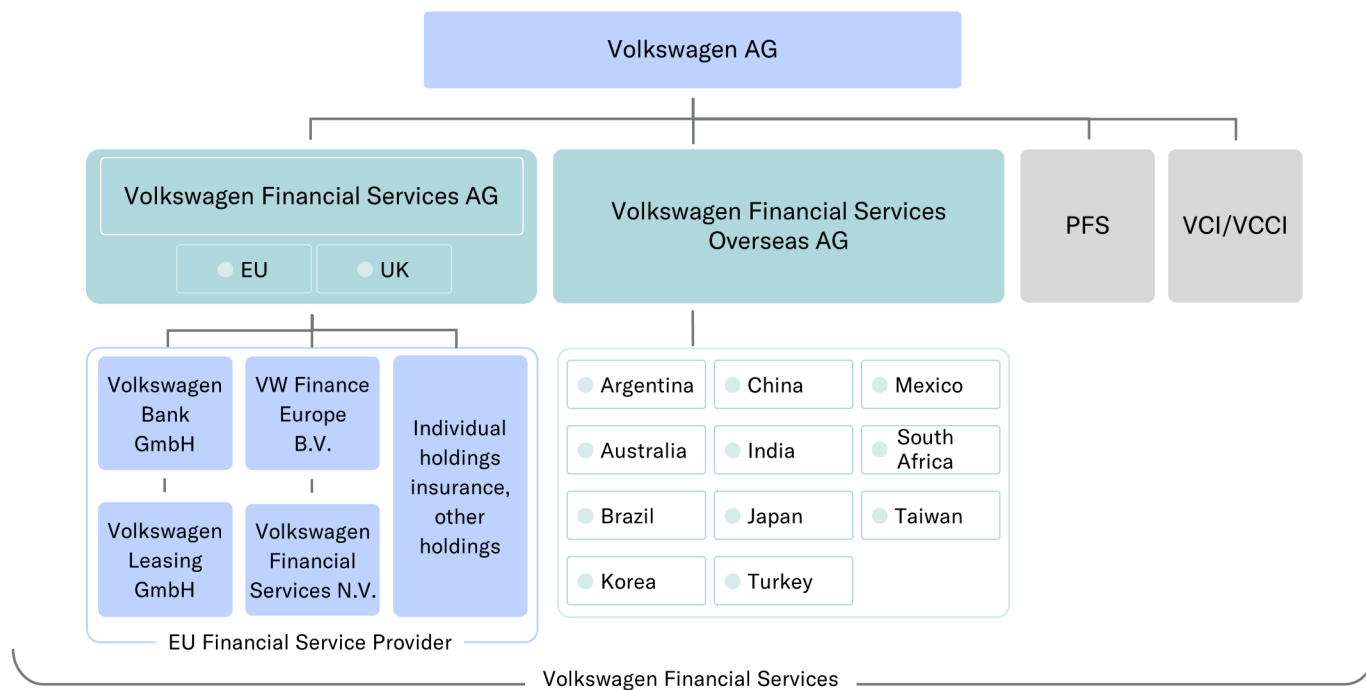 Volkswagen AG
Volkswagen Financial Services AG
EU
UK
Volkswagen Financial Services
Overseas AG
PFS
VCI/VCCI
Volkswagen
Bank
GmbH
VW Finance
Europe
B.V.
Individual
holdings
insurance,
other
holdings
Volkswagen
Leasing
GmbH
Volkswagen
Financial
Services N.V.
EU Financial Service Provider
Argentina
China
Mexico
Australia
India
South
Africa
Brazil
Japan
Taiwan
Korea
Turkey
Volkswagen Financial Services